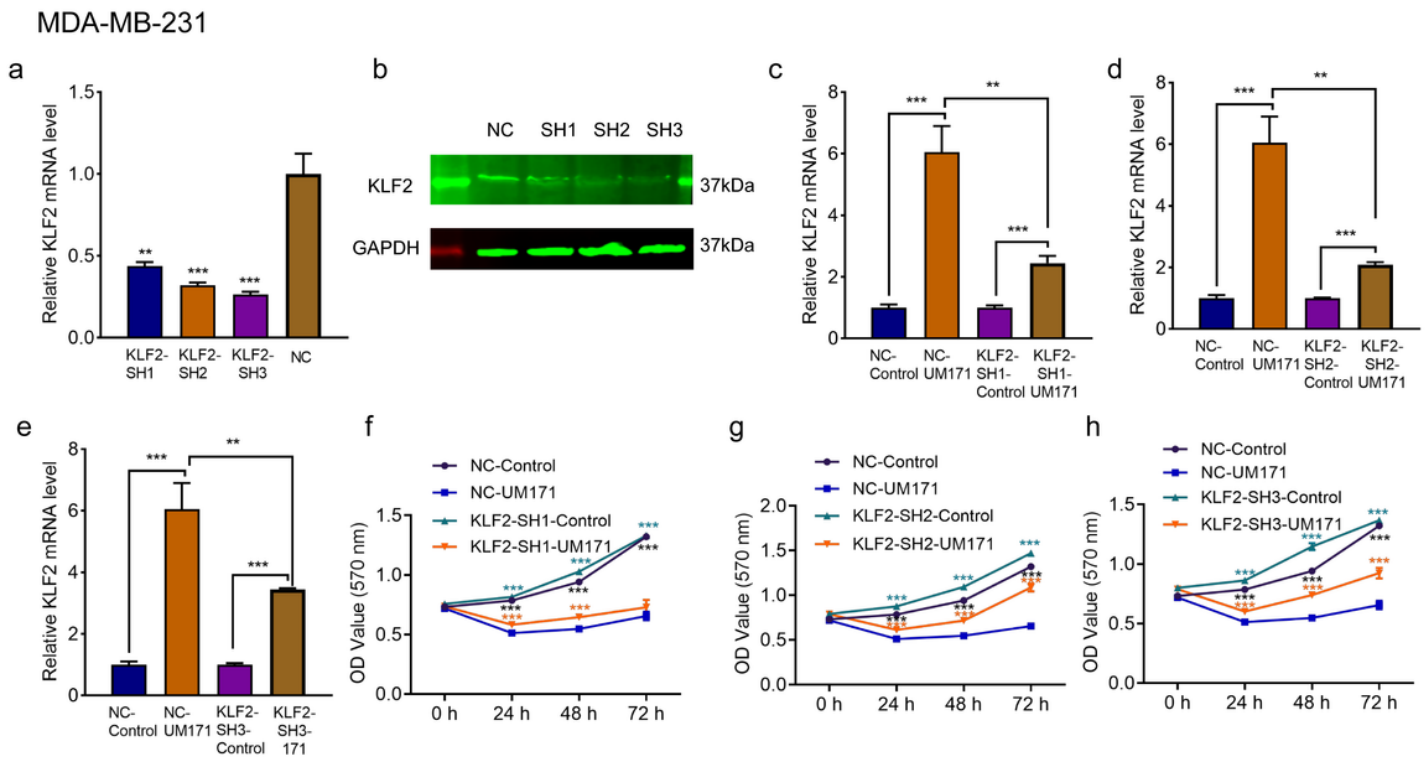 MDA-MB-231
a
Relative KLF2 mRNA level
1.5
1.0
0.5
0.0
**
***
***
KLF2-
SH1
KLF2-
SH2
KLF2-
SH3
NC
b
NC SH1 SH2 SH3
KLF2
37kDa
GAPDH
37kDa
c
Relative KLF2 mRNA level
8
6
4
2
0
***
**
***
NC-
Control
NC-
UM171
KLF2-
SH1-
Control
KLF2-
SH1-
UM171
d
Relative KLF2 mRNA level
8
6
4
2
0
***
**
***
NC-
Control
NC-
UM171
KLF2-
SH2-
Control
KLF2-
SH2-
UM171
e
Relative KLF2 mRNA level
8
6
4
2
0
***
**
***
NC-
Control
NC-
UM171
KLF2-
SH3-
Control
KLF2-
SH3-
171
f
NC-Control
NC-UM171
KLF2-SH1-Control
KLF2-SH1-UM171
OD Value (570 nm)
1.5
1.0
0.5
0.0
***
***
***
***
***
***
***
***
0 h 24 h 48 h 72 h
g
NC-Control
NC-UM171
KLF2-SH2-Control
KLF2-SH2-UM171
OD Value (570 nm)
2.0
1.5
1.0
0.5
0.0
***
***
***
***
***
***
***
***
***
0 h 24 h 48 h 72 h
h
NC-Control
NC-UM171
KLF2-SH3-Control
KLF2-SH3-UM171
OD Value (570 nm)
1.5
1.0
0.5
0.0
***
***
***
***
***
***
***
***
***
0 h 24 h 48 h 72 h